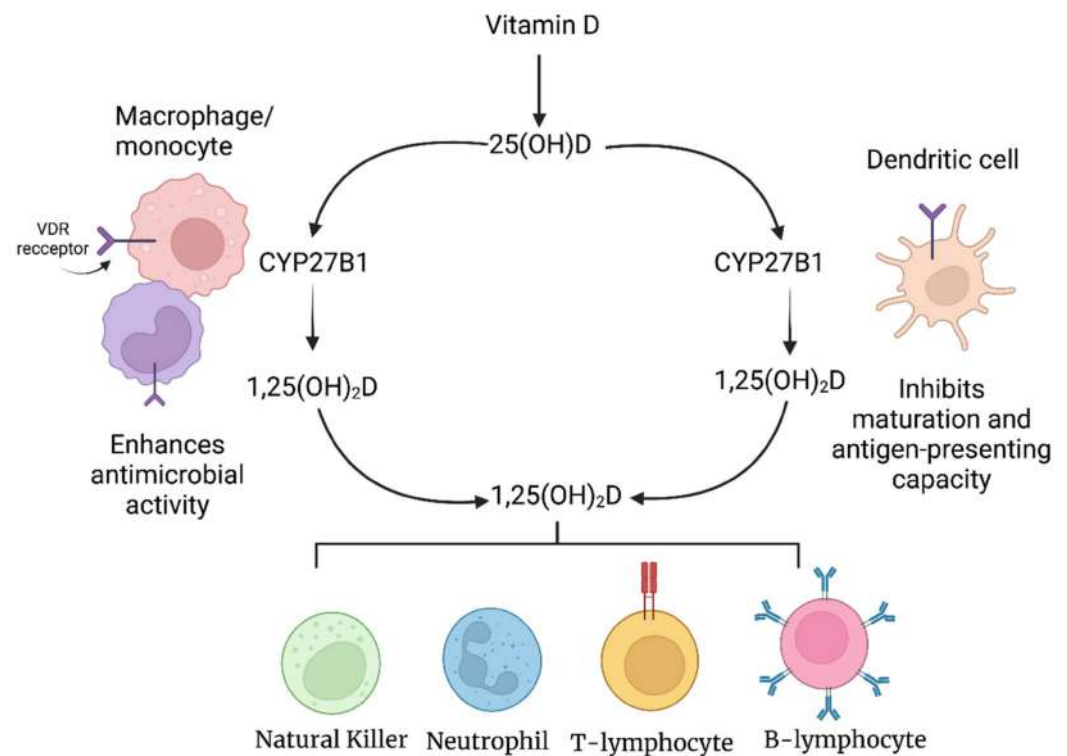 Vitamin D
25(OH)D
Macrophage/
monocyte
VDR
recceptor
CYP27B1
1,25(OH)₂D
Enhances
antimicrobial
activity
Dendritic cell
CYP27B1
1,25(OH)₂D
Inhibits
maturation and
antigen-presenting
capacity
1,25(OH)₂D
Natural Killer
Neutrophil
T-lymphocyte
B-lymphocyte